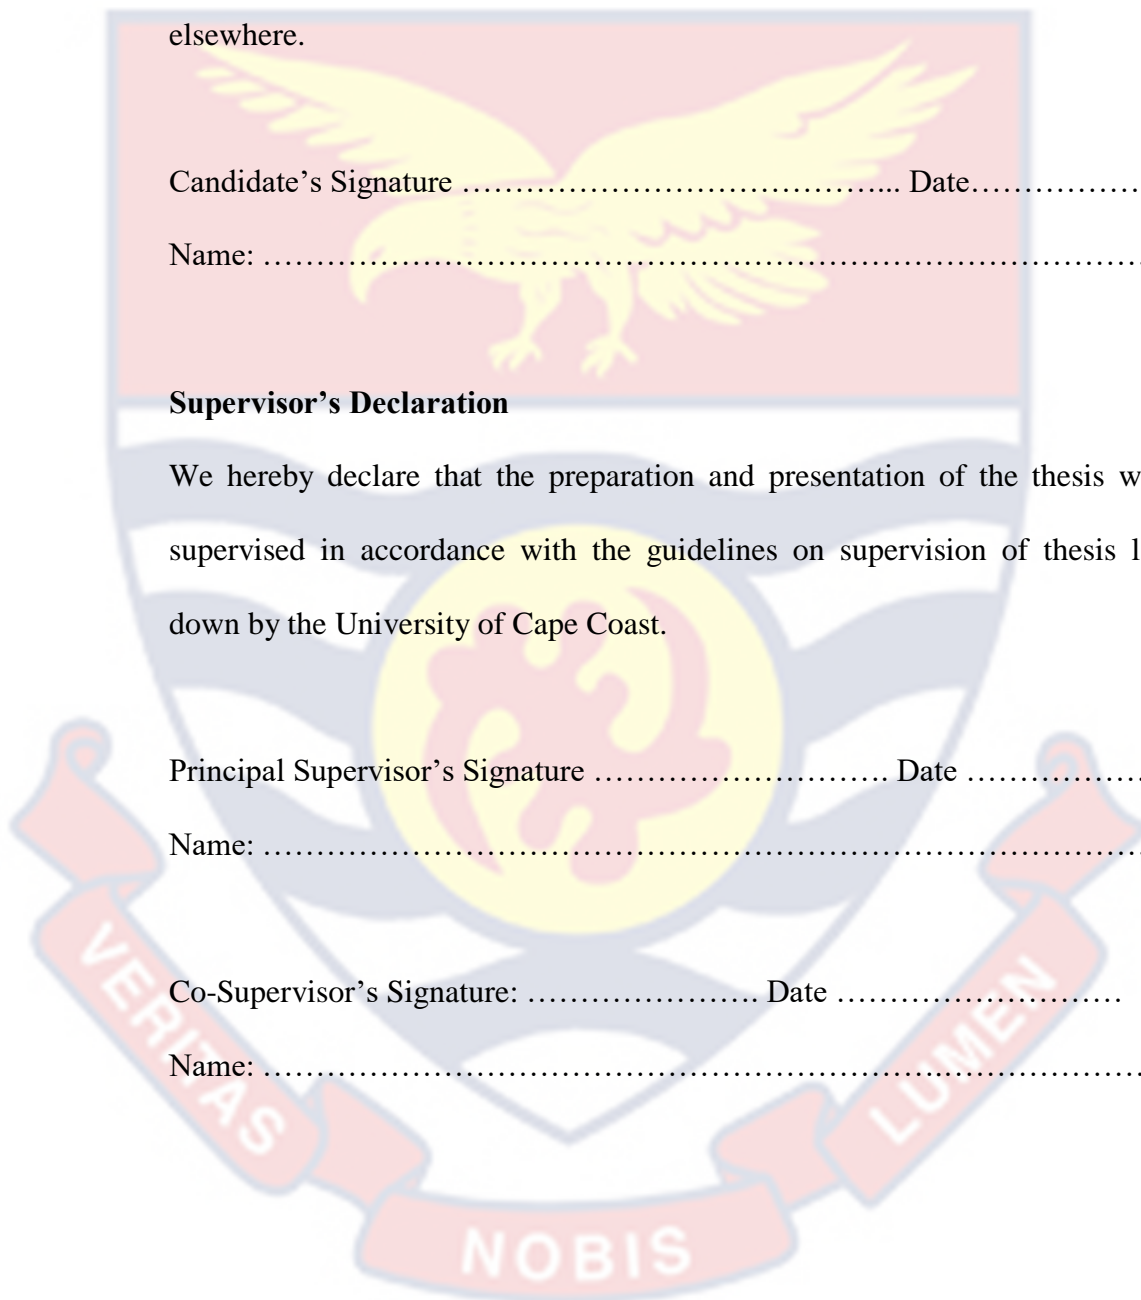 elsewhere.
Candidate’s Signature …………………………………... Date………………
Name: ……………………………………………………………………………
Supervisor’s Declaration
We hereby declare that the preparation and presentation of the thesis w
supervised in accordance with the guidelines on supervision of thesis l
down by the University of Cape Coast.
Principal Supervisor’s Signature ………………………. Date ………………
Name: ……………………………………………………………………………
Co-Supervisor’s Signature: …………………. Date ………………………
Name: ……………………………………………………………………………
VERITAS
NOBIS
LUMEN